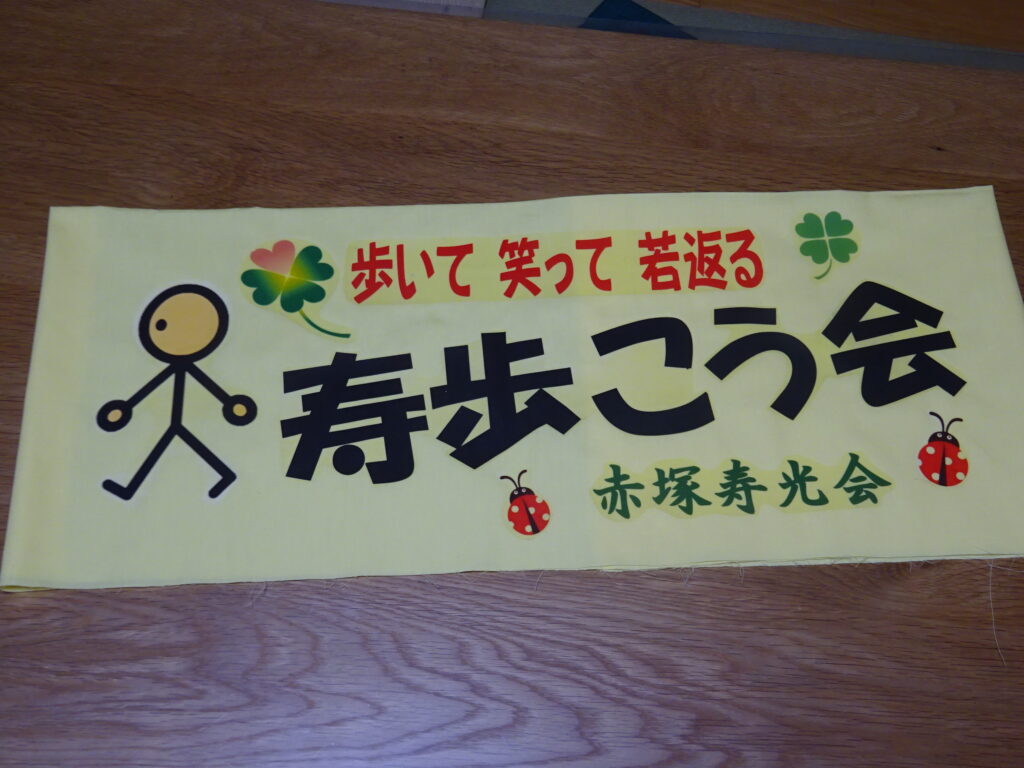 歩いて 笑って 若返る
寿歩こう会
赤塚寿光会